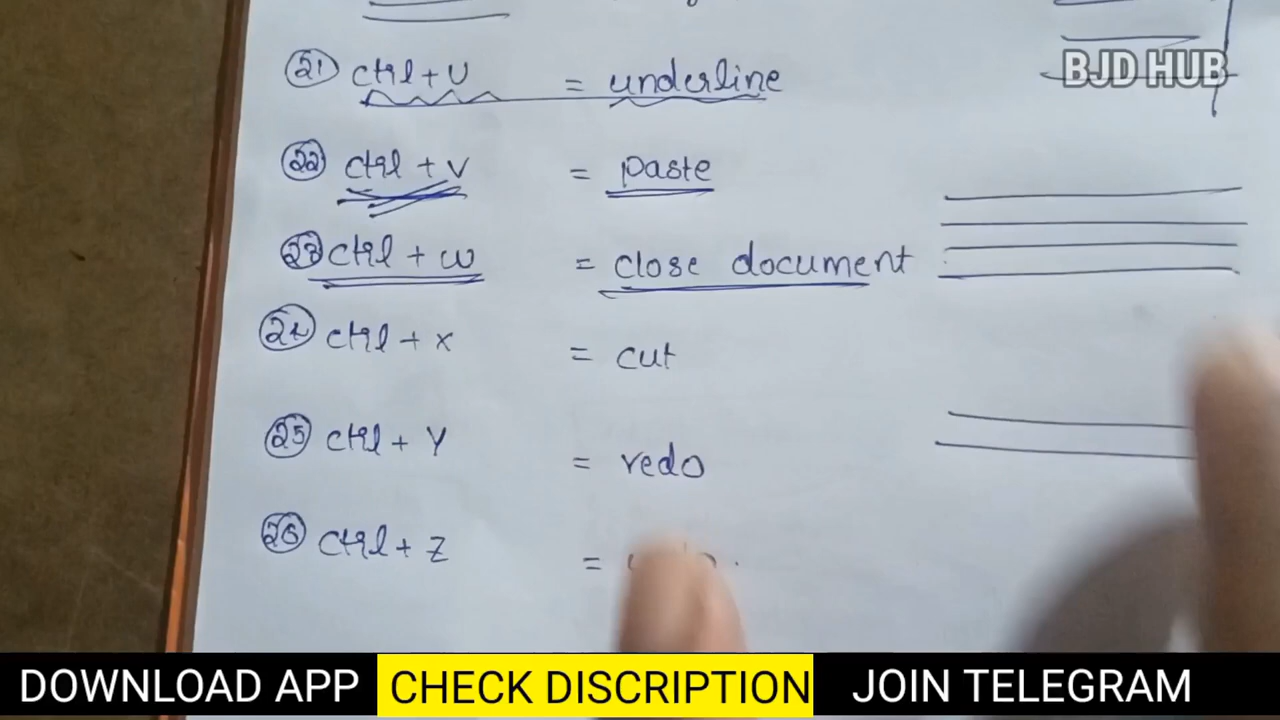 BJD HUB
21 ctrl + U = underline
22 ctrl + v = paste
23 ctrl + w = close document
24 ctrl + x = cut
25 ctrl + Y = redo
26 ctrl + z =
DOWNLOAD APP CHECK DISCRIPTION JOIN TELEGRAM